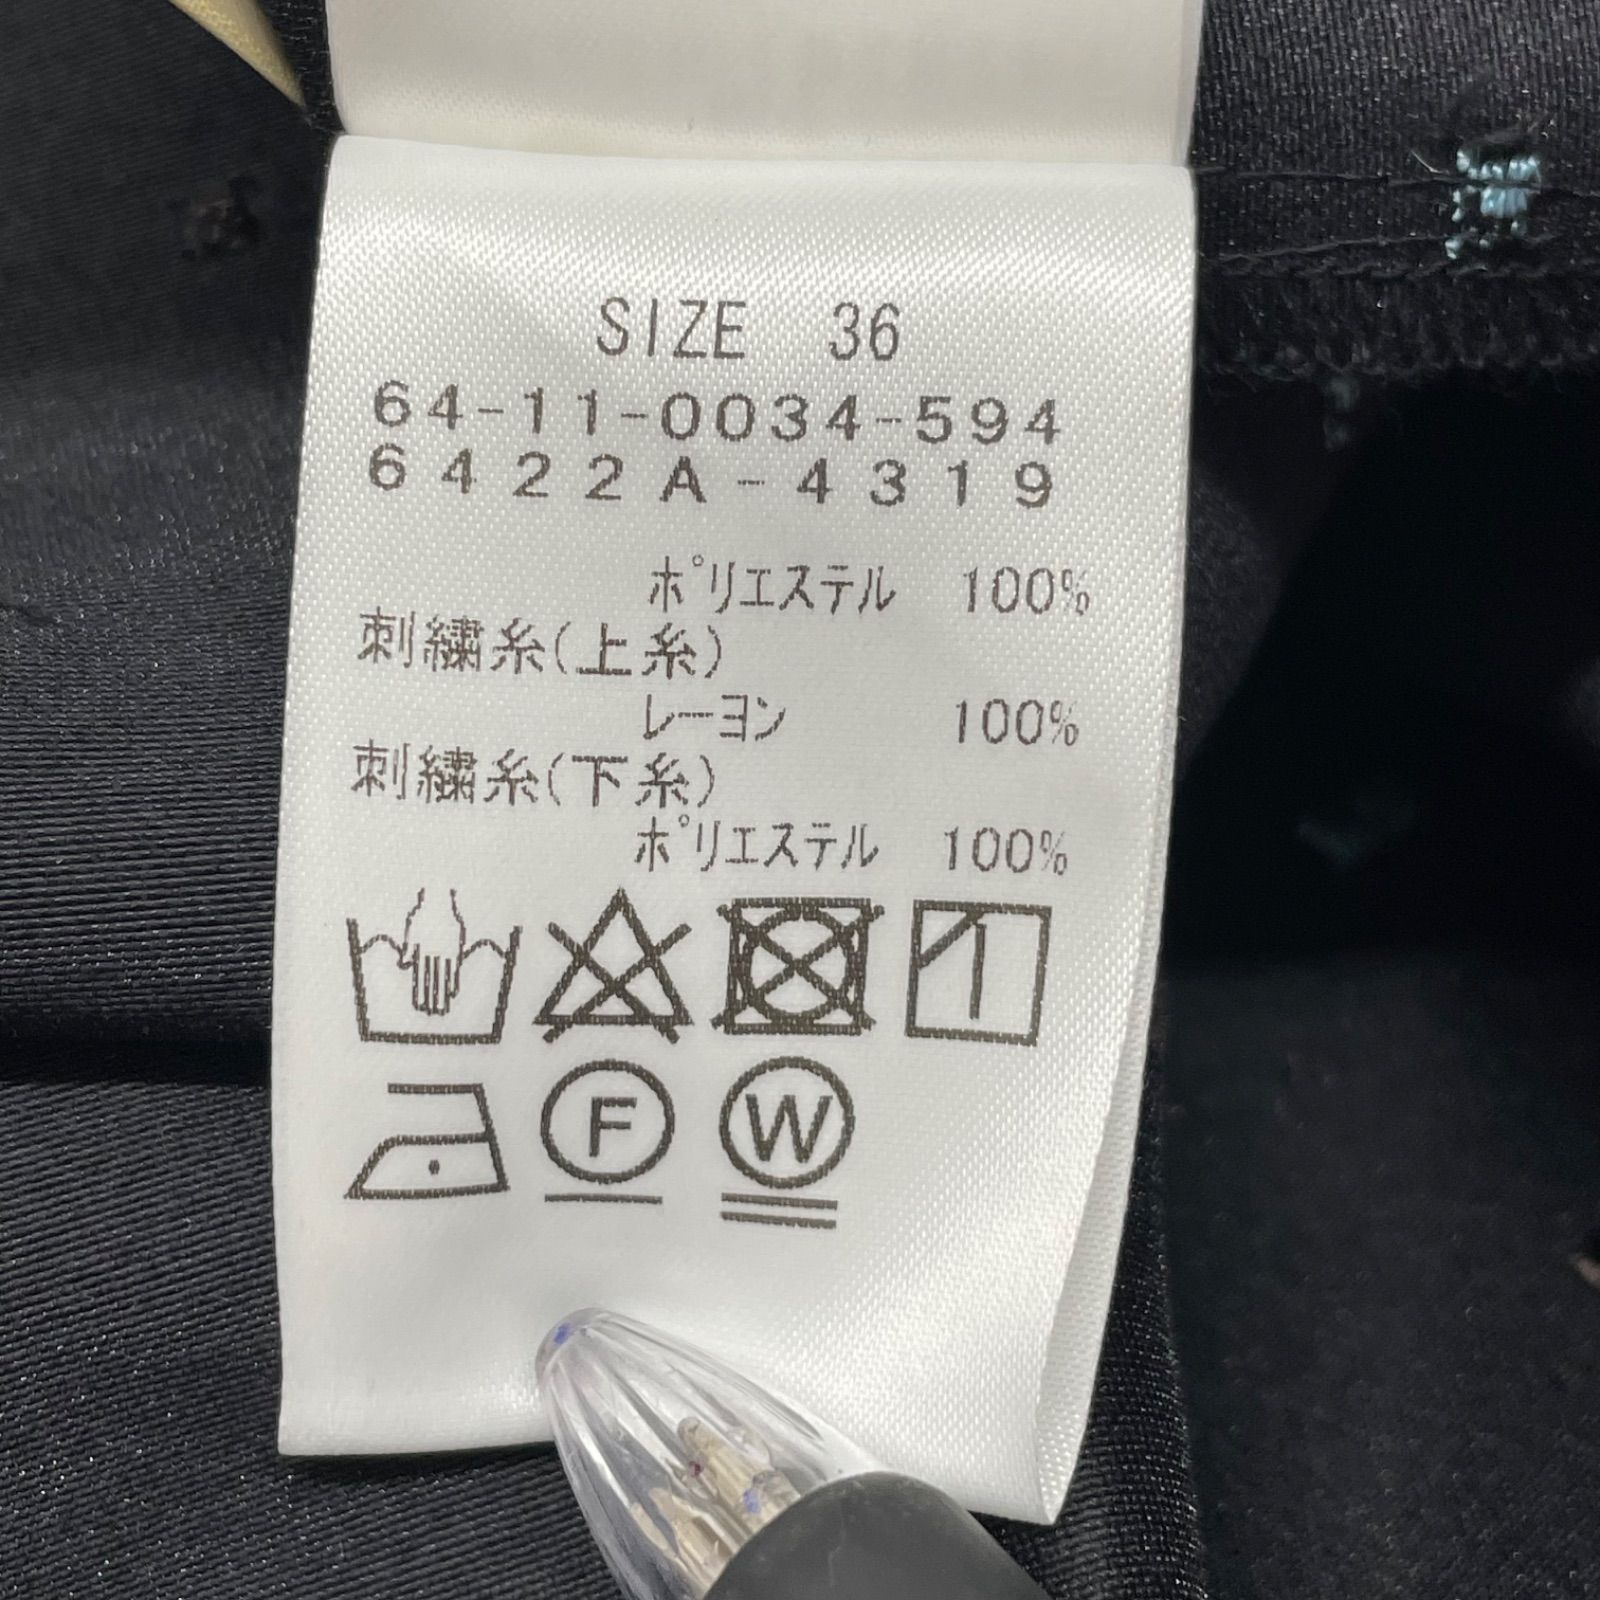 SIZE 36
64-11-0034-594
6422A-4319
ポリエステル 100%
刺繍糸(上糸)
レーヨン 100%
刺繍糸(下糸)
ポリエステル 100%
F
W